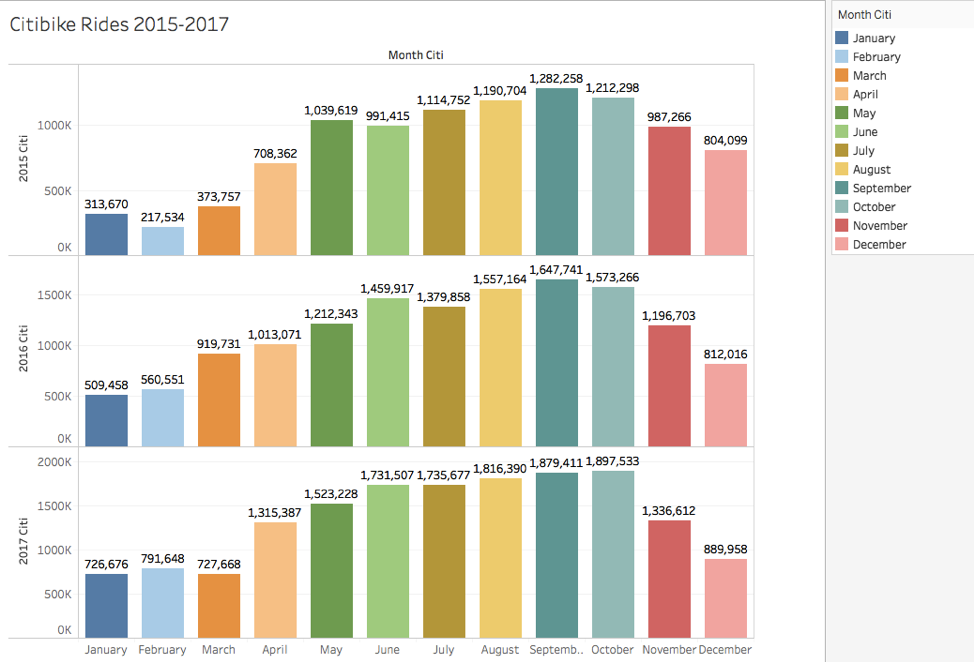 Citibike Rides 2015-2017
Month Citi
2015 Citi
1000K
500K
0K
313,670
217,534
373,757
708,362
1,039,619
991,415
1,114,752
1,190,704
1,282,258
1,212,298
987,266
804,099
2016 Citi
1500K
1000K
500K
0K
509,458
560,551
919,731
1,013,071
1,212,343
1,459,917
1,379,858
1,557,164
1,647,741
1,573,266
1,196,703
812,016
2017 Citi
2000K
1500K
1000K
500K
0K
726,676
791,648
727,668
1,315,387
1,523,228
1,731,507
1,735,677
1,816,390
1,879,411
1,897,533
1,336,612
889,958
January
February
March
April
May
June
July
August
Septemb..
October
November
December
Month Citi
January
February
March
April
May
June
July
August
September
October
November
December